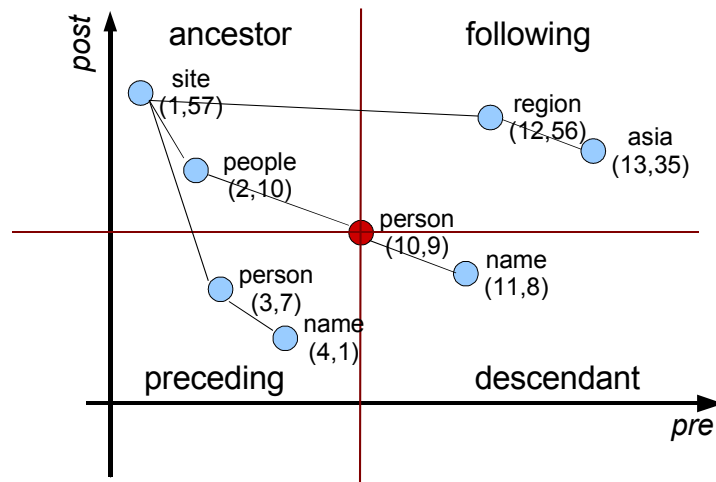 post
ancestor
following
site
(1,57)
region
(12,56)
asia
(13,35)
people
(2,10)
person
(10,9)
name
(11,8)
person
(3,7)
name
(4,1)
preceding
descendant
pre